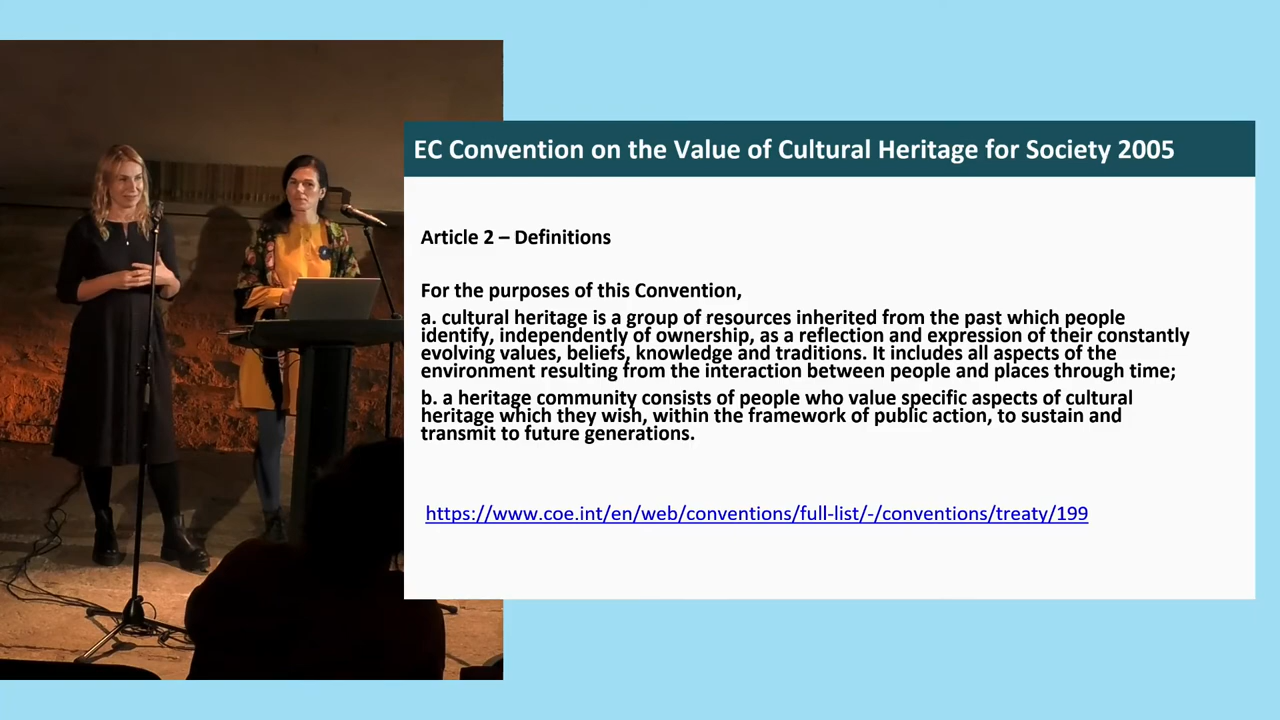 EC Convention on the Value of Cultural Heritage for Society 2005
Article 2 – Definitions
For the purposes of this Convention,
a. cultural heritage is a group of resources inherited from the past which people
identify, independently of ownership, as a reflection and expression of their constantly
evolving values, beliefs, knowledge and traditions. It includes all aspects of the
environment resulting from the interaction between people and places through time;
b. a heritage community consists of people who value specific aspects of cultural
heritage which they wish, within the framework of public action, to sustain and
transmit to future generations.
https://www.coe.int/en/web/conventions/full-list/-/conventions/treaty/199